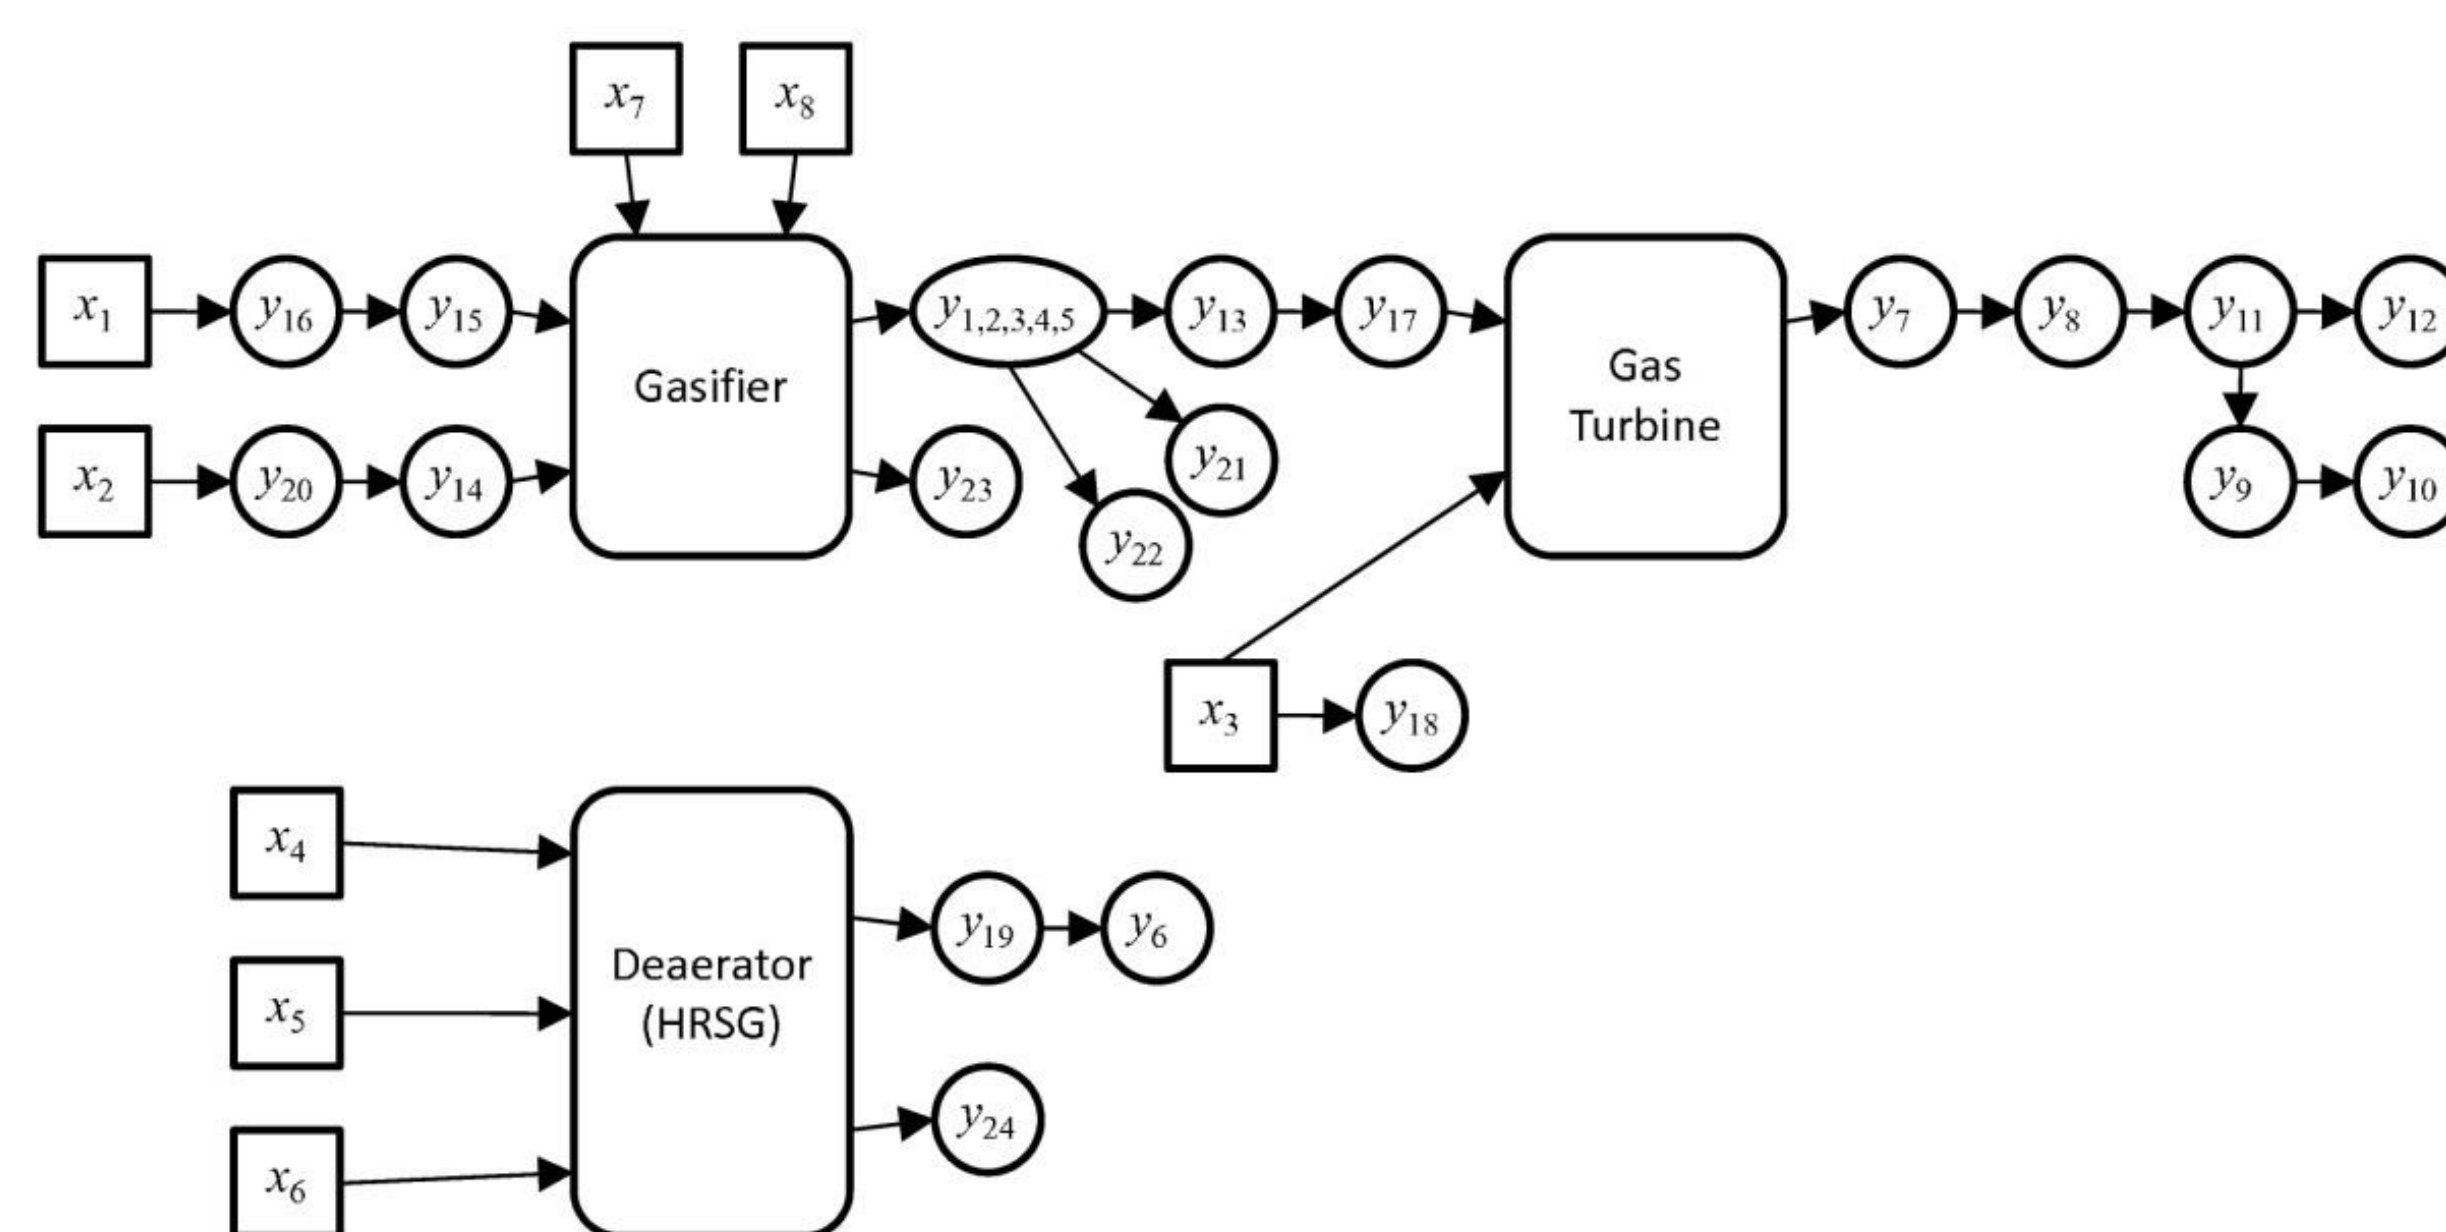 x7
x8
x1
y16
y15
y1,2,3,4,5
y13
y17
y7
y8
y11
y12
Gasifier
Gas
Turbine
x2
y20
y14
y23
y21
y22
y9
y10
x3
y18
x4
x5
x6
Deaerator
(HRSG)
y19
y6
y24